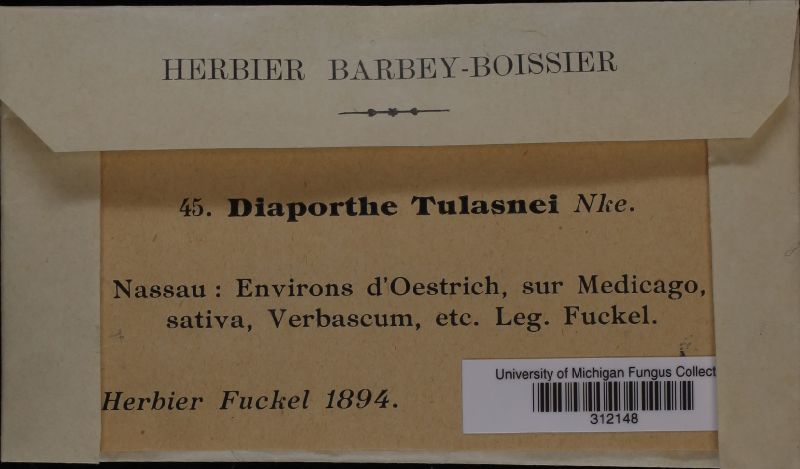 HERBIER BARBEY-BOISSIER
45. Diaporthe Tulasnei Nke.
Nassau : Environs d'Oestrich, sur Medicago,
sativa, Verbascum, etc. Leg. Fuckel.
Herbier Fuckel 1894.
University of Michigan Fungus Collect
312148